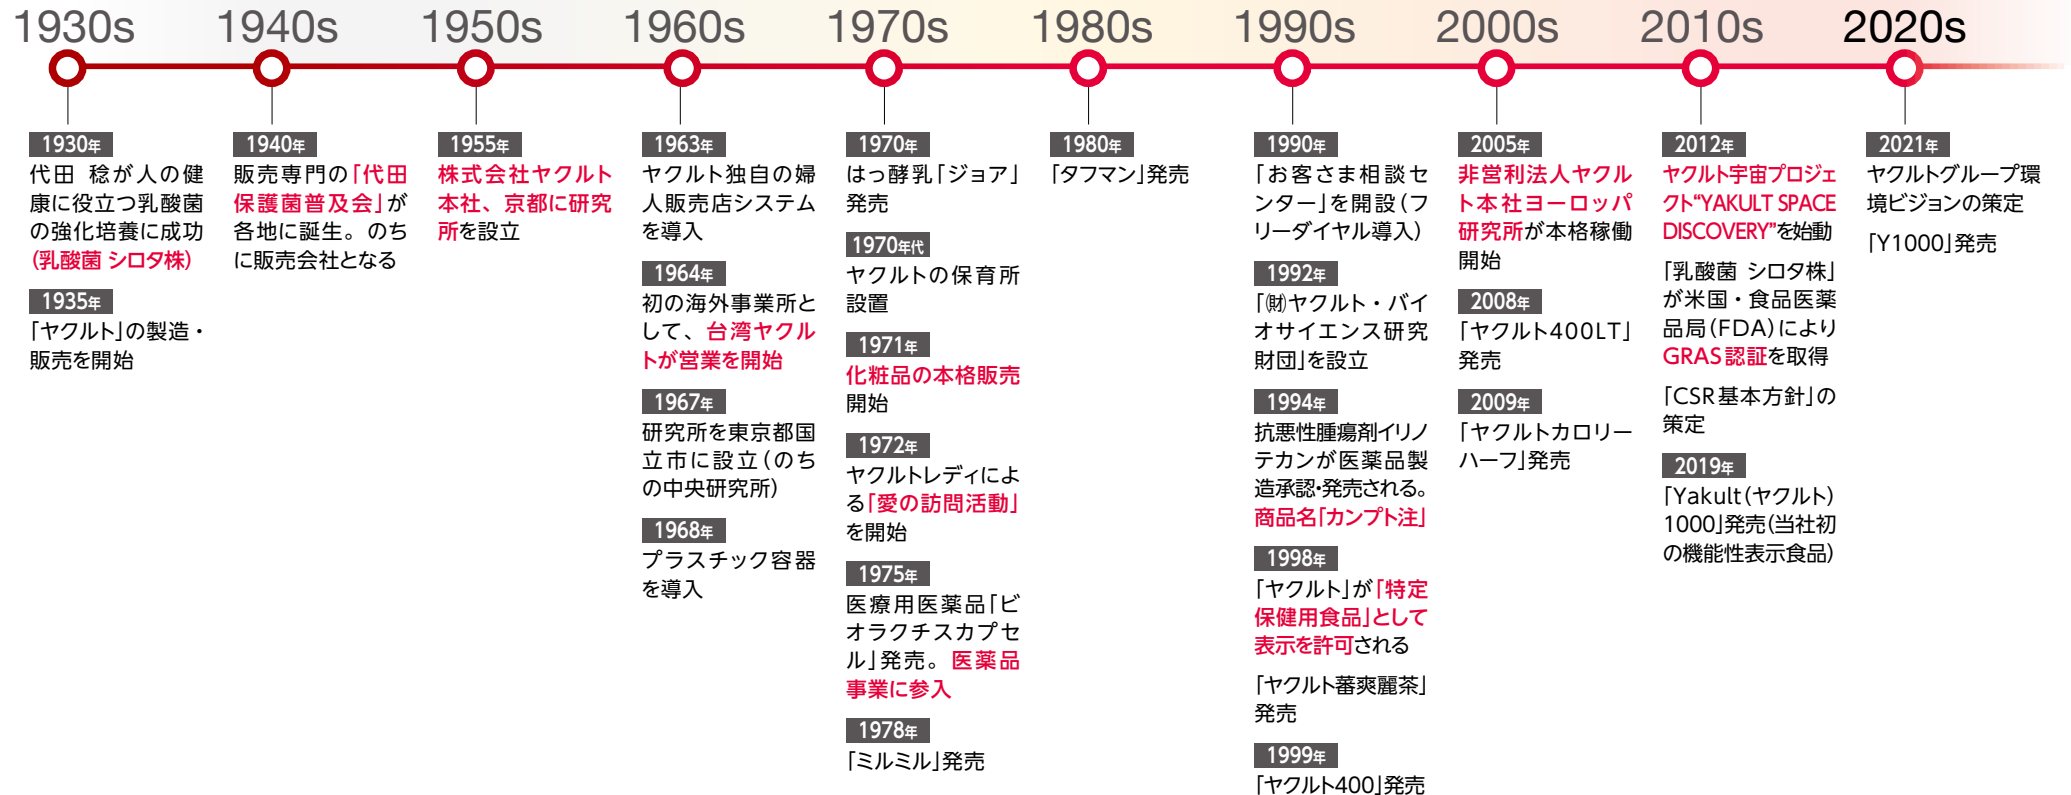 1930s
1940s
1950s
1960s
1970s
1980s
1990s
2000s
2010s
2020s
1930年
代田 稔が人の健
康に役立つ乳酸菌
の強化培養に成功
(乳酸菌 シロタ株)
1935年
「ヤクルト」の製造・
販売を開始
1940年
販売専門の「代田
保護菌普及会」が
各地に誕生。のち
に販売会社となる
1955年
株式会社ヤクルト
本社、京都に研究
所を設立
1963年
ヤクルト独自の婦
人販売店システム
を導入
1964年
初の海外事業所と
して、台湾ヤクル
トが営業を開始
1967年
研究所を東京都国
立市に設立(のち
の中央研究所)
1968年
プラスチック容器
を導入
1970年
はっ酵乳「ジョア」
発売
1970年代
ヤクルトの保育所
設置
1971年
化粧品の本格販売
開始
1972年
ヤクルトレディによ
る「愛の訪問活動」
を開始
1975年
医療用医薬品「ビ
オラクチスカプセ
ル」発売。医薬品
事業に参入
1978年
「ミルミル」発売
1980年
「タフマン」発売
1990年
「お客さま相談セ
ンター」を開設(フ
リーダイヤル導入)
1992年
「㈶ヤクルト・バイ
オサイエンス研究
財団」を設立
1994年
抗悪性腫瘍剤イリノ
テカンが医薬品製
造承認・発売される。
商品名「カンプト注」
1998年
「ヤクルト」が「特定
保健用食品」として
表示を許可される
「ヤクルト蕃爽麗茶」
発売
1999年
「ヤクルト400」発売
2005年
非営利法人ヤクル
ト本社ヨーロッパ
研究所が本格稼働
開始
2008年
「ヤクルト400LT」
発売
2009年
「ヤクルトカロリー
ハーフ」発売
2012年
ヤクルト宇宙プロジェ
クト“YAKULT SPACE
DISCOVERY”を始動
「乳酸菌 シロタ株」
が米国・食品医薬
品局(FDA)により
GRAS認証を取得
「CSR基本方針」の
策定
2019年
「Yakult(ヤクルト)
1000」発売(当社初
の機能性表示食品)
2021年
ヤクルトグループ環
境ビジョンの策定
「Y1000」発売